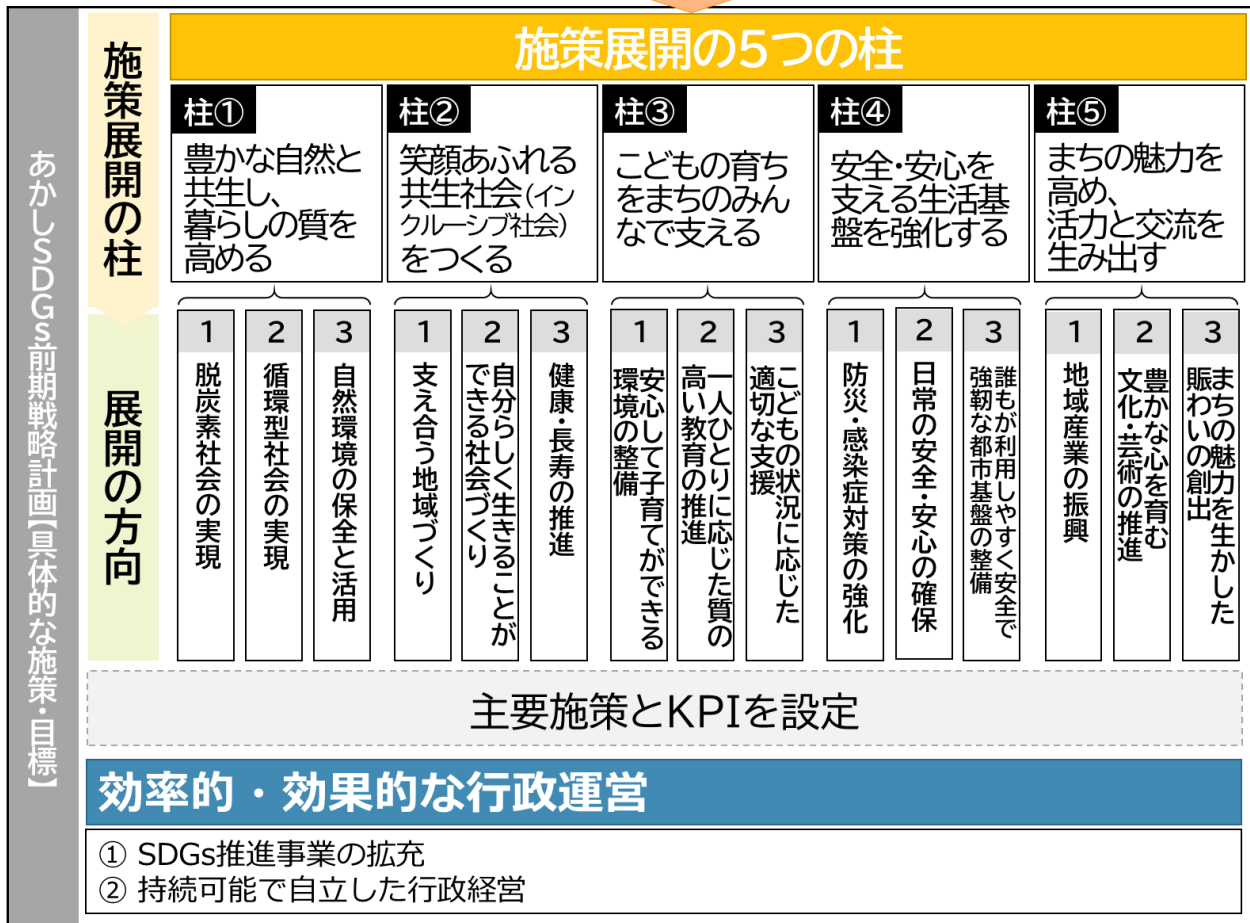 あかしSDGs前期戦略計画【具体的な施策・目標】
施策展開の柱
施策展開の5つの柱
柱①
豊かな自然と
共生し、
暮らしの質を
高める
柱②
笑顔あふれる
共生社会(イン
クルーシブ社会)
をつくる
柱③
こどもの育ち
をまちのみん
なで支える
柱④
安全・安心を
支える生活基
盤を強化する
柱⑤
まちの魅力を
高め、
活力と交流を
生み出す
展開の方向
1
脱炭素社会の実現
2
循環型社会の実現
3
自然環境の保全と活用
1
支え合う地域づくり
2
自分らしく生きることが
できる社会づくり
3
健康・長寿の推進
1
安心して子育てができる
環境の整備
2
一人ひとりに応じた質の
高い教育の推進
3
こどもの状況に応じた
適切な支援
1
防災・感染症対策の強化
2
日常の安全・安心の確保
3
誰もが利用しやすく安全で
強靭な都市基盤の整備
1
地域産業の振興
2
豊かな心を育む
文化・芸術の推進
3
まちの魅力を生かした
賑わいの創出
主要施策とKPIを設定
効率的・効果的な行政運営
① SDGs推進事業の拡充
② 持続可能で自立した行政経営